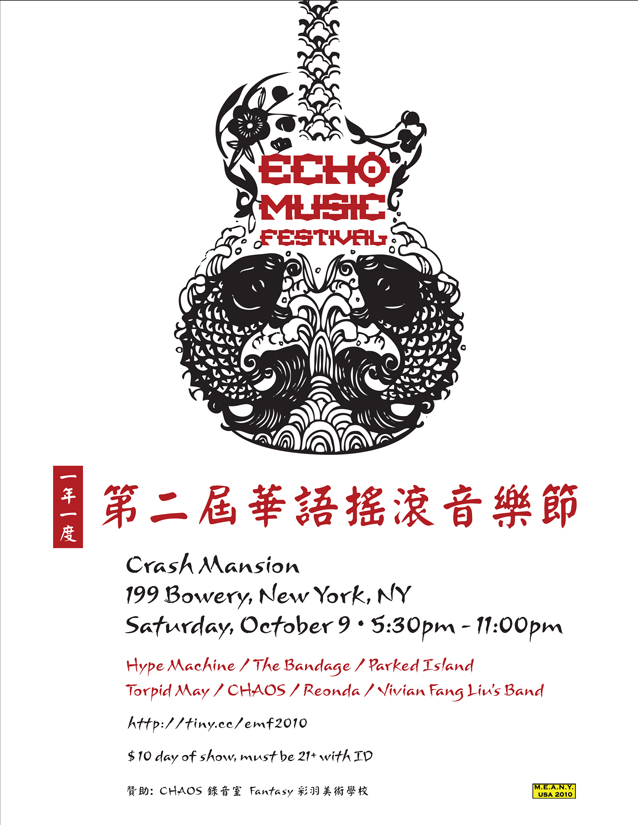 ECHO
MUSIC
FESTIVAL
一年一度
第二屆華語搖滾音樂節
Crash Mansion
199 Bowery, New York, NY
Saturday, October 9 • 5:30pm - 11:00pm
Hype Machine / The Bandage / Parked Island
Torpid May / CHAOS / Reonda / Vivian Fang Liu's Band
http://tiny.cc/emf2010
$10 day of show, must be 21+ with ID
贊助: CHAOS 錄音室 Fantasy 彩羽美術學校
M.E.A.N.Y.
USA 2010